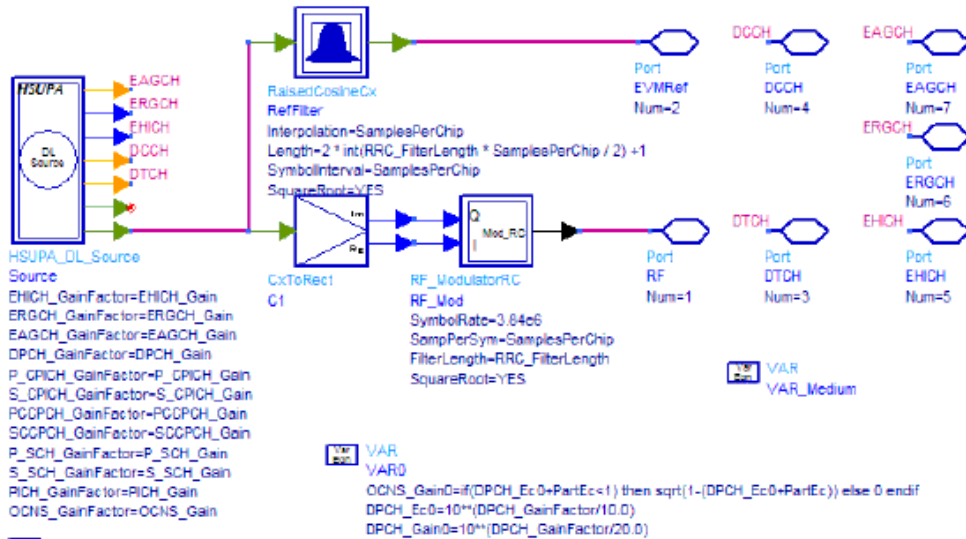 HSUPA
DL
Source
EAGCH
ERGCH
EHICH
DCCH
DTCH
HSUPA_DL_Source
Source
EHICH_GainFactor=EHICH_Gain
ERGCH_GainFactor=ERGCH_Gain
EAGCH_GainFactor=EAGCH_Gain
DPCH_GainFactor=DPCH_Gain
P_CPICH_GainFactor=P_CPICH_Gain
S_CPICH_GainFactor=S_CPICH_Gain
PCCPCH_GainFactor=PCCPCH_Gain
SCCPCH_GainFactor=SCCPCH_Gain
P_SCH_GainFactor=P_SCH_Gain
S_SCH_GainFactor=S_SCH_Gain
PICH_GainFactor=PICH_Gain
OCNS_GainFactor=OCNS_Gain
RaisedCosineCx
RefFilter
Interpolation=SamplesPerChip
Length=2 * int(RRC_FilterLength * SamplesPerChip / 2) +1
SymbolInterval=SamplesPerChip
SquareRoot=YES
Im
Re
CxToRect
C1
Q
I
Mod_RC
RF_ModulatorRC
RF_Mod
SymbolRate=3.84e6
SampPerSym=SamplesPerChip
FilterLength=RRC_FilterLength
SquareRoot=YES
Port
EVMRef
Num=2
DCCH
Port
DCCH
Num=4
EAGCH
Port
EAGCH
Num=7
ERGCH
Port
ERGCH
Num=6
Port
RF
Num=1
DTCH
Port
DTCH
Num=3
EHICH
Port
EHICH
Num=5
Var
Eqn
VAR
VAR_Medium
Var
Eqn
VAR
VAR0
OCNS_Gain0=if(DPCH_Ec0+PartEc<1) then sqrt(1-(DPCH_Ec0+PartEc)) else 0 endif
DPCH_Ec0=10**(DPCH_GainFactor/10.0)
DPCH_Gain0=10**(DPCH_GainFactor/20.0)